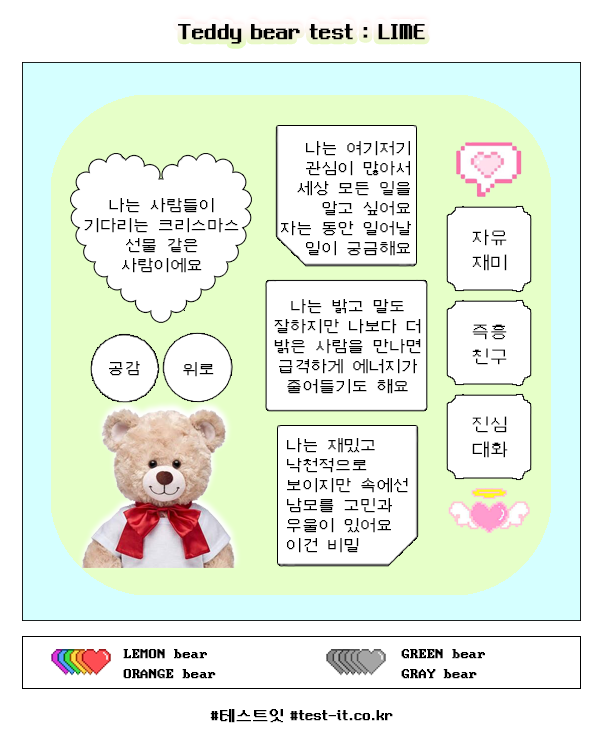 Teddy bear test : LIME
나는 사람들이
기다리는 크리스마스
선물 같은
사람이에요
공감
위로
나는 여기저기
관심이 많아서
세상 모든 일을
알고 싶어요
자는 동안 일어날
일이 궁금해요
나는 밝고 말도
잘하지만 나보다 더
밝은 사람을 만나면
급격하게 에너지가
줄어들기도 해요
나는 재밌고
낙천적으로
보이지만 속에선
남모를 고민과
우울이 있어요
이건 비밀
자유
재미
즉흥
친구
진심
대화
LEMON bear
ORANGE bear
GREEN bear
GRAY bear
#테스트잇 #test-it.co.kr